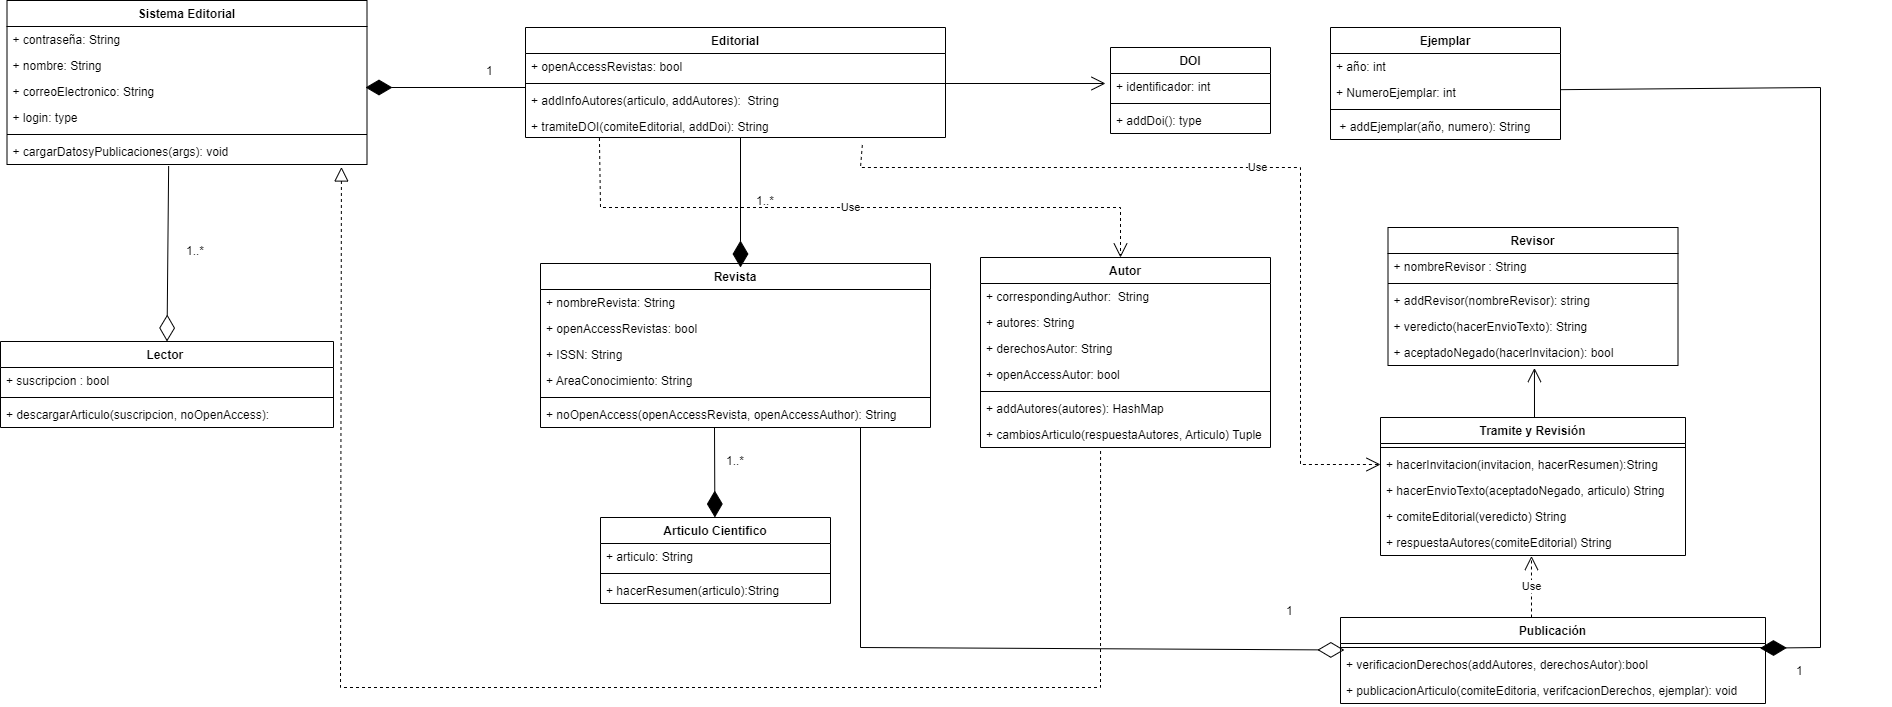 Sistema Editorial
+ contraseña: String
+ nombre: String
+ correoElectronico: String
+ login: type
+ cargarDatosyPublicaciones(args): void
1
Editorial
+ openAccessRevistas: bool
+ addInfoAutores(articulo, addAutores):  String
+ tramiteDOI(comiteEditorial, addDoi): String
DOI
+ identificador: int
+ addDoi(): type
Ejemplar
+ año: int
+ NumeroEjemplar: int
+ addEjemplar(año, numero): String
Use
1..*
Use
1..*
Revisor
+ nombreRevisor : String
+ addRevisor(nombreRevisor): string
+ veredicto(hacerEnvioTexto): String
+ aceptadoNegado(hacerInvitacion): bool
Lector
+ suscripcion : bool
+ descargarArticulo(suscripcion, noOpenAccess):
Revista
+ nombreRevista: String
+ openAccessRevistas: bool
+ ISSN: String
+ AreaConocimiento: String
+ noOpenAccess(openAccessRevista, openAccessAuthor): String
Autor
+ correspondingAuthor:  String
+ autores: String
+ derechosAutor: String
+ openAccessAutor: bool
+ addAutores(autores): HashMap
+ cambiosArticulo(respuestaAutores, Articulo) Tuple
Tramite y Revisión
+ hacerInvitacion(invitacion, hacerResumen):String
+ hacerEnvioTexto(aceptadoNegado, articulo) String
+ comiteEditorial(veredicto) String
+ respuestaAutores(comiteEditorial) String
1..*
Articulo Cientifico
+ articulo: String
+ hacerResumen(articulo):String
Use
1
Publicación
+ verificacionDerechos(addAutores, derechosAutor):bool
+ publicacionArticulo(comiteEditoria, verifcacionDerechos, ejemplar): void
1